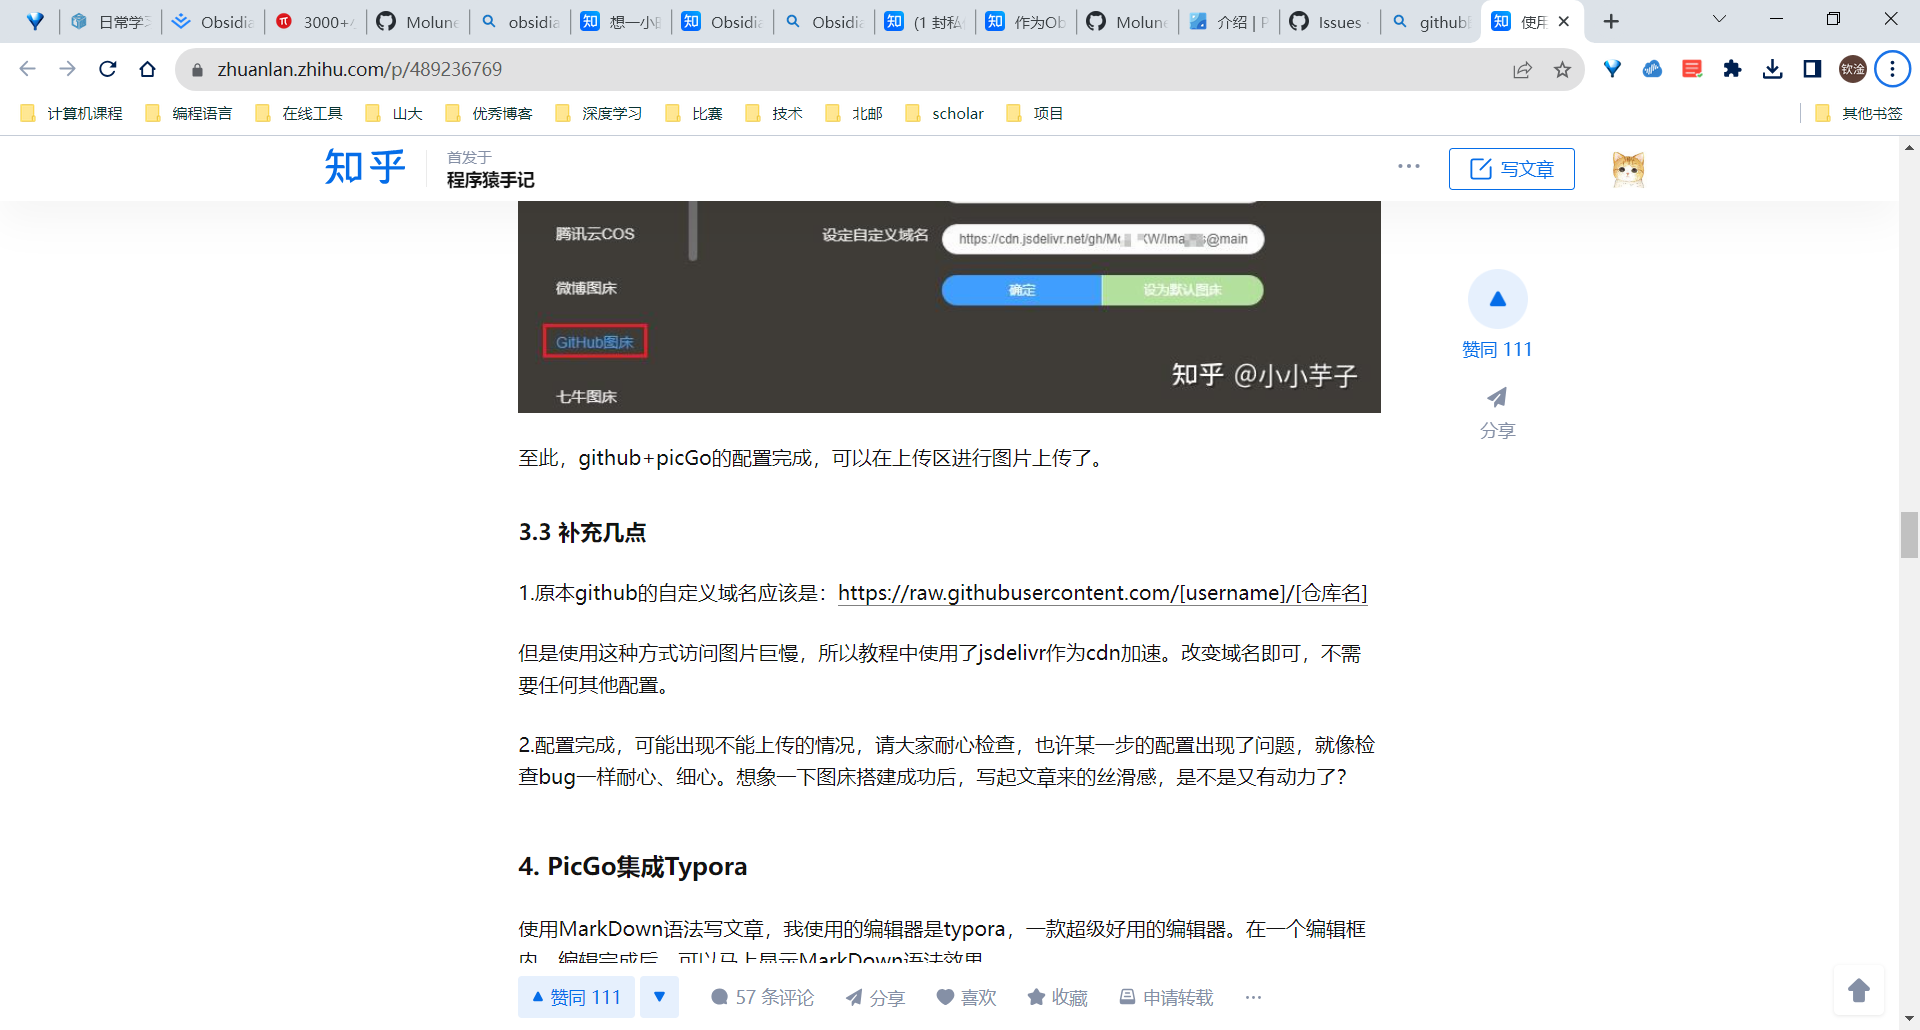 日常学习
Obsidia
3000+
Molune
obsidia
想一小
Obsidia
Obsidia
(1 封私
作为Ob
Molune
介绍 | P
Issues
github
使用
zhuanlan.zhihu.com/p/489236769
钦淦
计算机课程
编程语言
在线工具
山大
优秀博客
深度学习
比赛
技术
北邮
scholar
项目
其他书签
知乎
首发于
程序猿手记
写文章
腾讯云COS
设定自定义域名
https://cdn.jsdelivr.net/gh/Mo KW/Ima @main
微博图床
确定
设为默认图床
GitHub图床
七牛图床
知乎 @小小芋子
赞同 111
分享
至此，github+picGo的配置完成，可以在上传区进行图片上传了。
3.3 补充几点
1.原本github的自定义域名应该是：https://raw.githubusercontent.com/[username]/[仓库名]
但是使用这种方式访问图片巨慢，所以教程中使用了jsdelivr作为cdn加速。改变域名即可，不需
要任何其他配置。
2.配置完成，可能出现不能上传的情况，请大家耐心检查，也许某一步的配置出现了问题，就像检
查bug一样耐心、细心。想象一下图床搭建成功后，写起文章来的丝滑感，是不是又有动力了？
4. PicGo集成Typora
使用MarkDown语法写文章，我使用的编辑器是typora，一款超级好用的编辑器。在一个编辑框
内，编辑完成后，可以马上显示MarkDown语法效果
赞同 111
57 条评论
分享
喜欢
收藏
申请转载